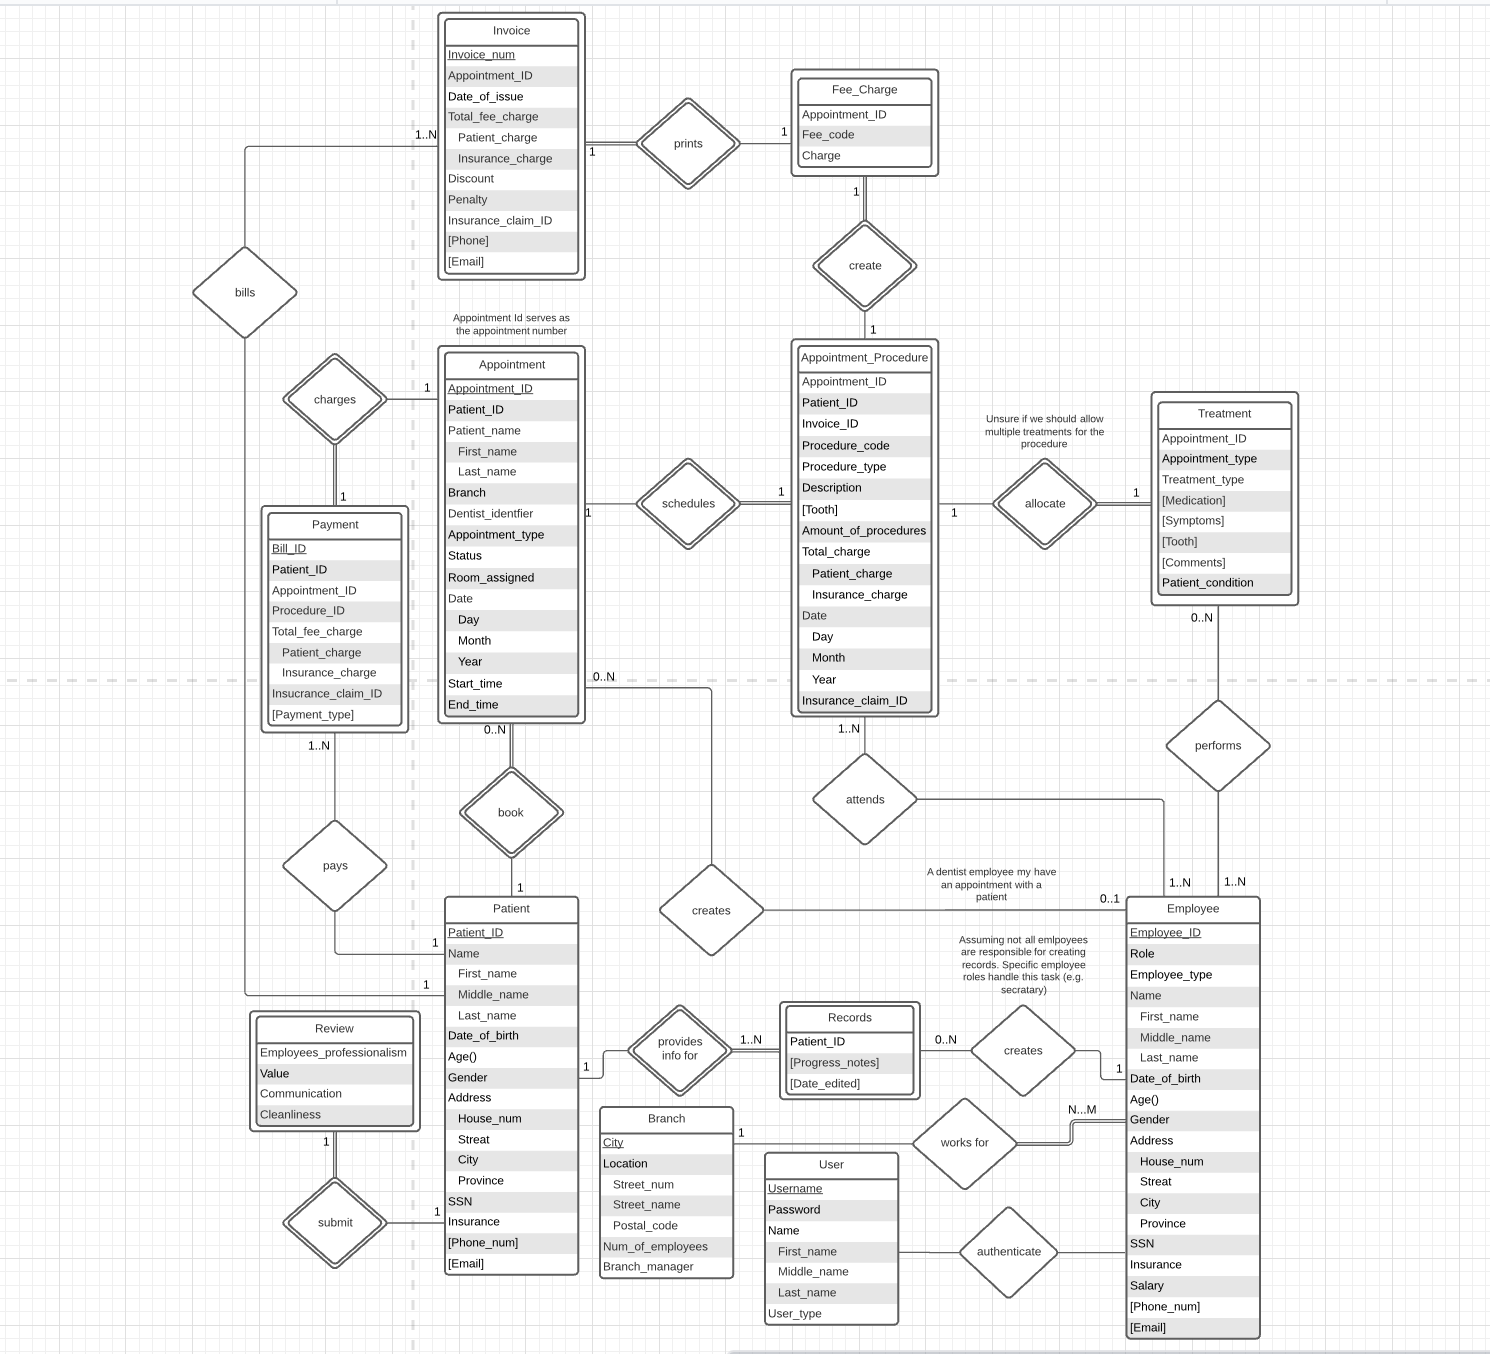 Invoice
Invoice_num
Appointment_ID
Date_of_issue
Total_fee_charge
Patient_charge
Insurance_charge
Discount
Penalty
Insurance_claim_ID
[Phone]
[Email]
1..N
1
prints
1
Fee_Charge
Appointment_ID
Fee_code
Charge
1
create
1
bills
Appointment Id serves as
the appointment number
charges
1
1
Appointment
Appointment_ID
Patient_ID
Patient_name
First_name
Last_name
Branch
Dentist_identfier
Appointment_type
Status
Room_assigned
Date
Day
Month
Year
Start_time
End_time
1
schedules
1
Appointment_Procedure
Appointment_ID
Patient_ID
Invoice_ID
Procedure_code
Procedure_type
Description
[Tooth]
Amount_of_procedures
Total_charge
Patient_charge
Insurance_charge
Date
Day
Month
Year
Insurance_claim_ID
Unsure if we should allow
multiple treatments for the
procedure
1
allocate
1
Treatment
Appointment_ID
Appointment_type
Treatment_type
[Medication]
[Symptoms]
[Tooth]
[Comments]
Patient_condition
Payment
Bill_ID
Patient_ID
Appointment_ID
Procedure_ID
Total_fee_charge
Patient_charge
Insurance_charge
Insucrance_claim_ID
[Payment_type]
1..N
pays
1
0..N
book
1
0..N
creates
0..1
1..N
attends
1..N
0..N
performs
1..N
A dentist employee my have
an appointment with a
patient
Assuming not all emlpoyees
are responsible for creating
records. Specific employee
roles handle this task (e.g.
secratary)
Patient
Patient_ID
Name
First_name
Middle_name
Last_name
Date_of_birth
Age()
Gender
Address
House_num
Streat
City
Province
SSN
Insurance
[Phone_num]
[Email]
1
Review
Employees_professionalism
Value
Communication
Cleanliness
1
submit
1
1
provides
info for
1..N
Records
Patient_ID
[Progress_notes]
[Date_edited]
0..N
creates
1
Branch
City
Location
Street_num
Street_name
Postal_code
Num_of_employees
Branch_manager
1
works for
N...M
User
Username
Password
Name
First_name
Middle_name
Last_name
User_type
authenticate
Employee
Employee_ID
Role
Employee_type
Name
First_name
Middle_name
Last_name
Date_of_birth
Age()
Gender
Address
House_num
Streat
City
Province
SSN
Insurance
Salary
[Phone_num]
[Email]